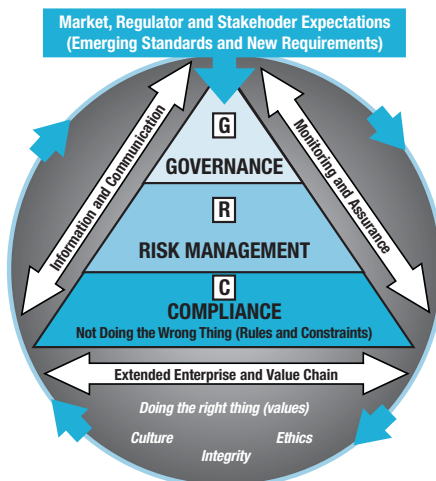 Market, Regulator and Stakehoder Expectations
(Emerging Standards and New Requirements)
Information and Communication
Monitoring and Assurance
G
GOVERNANCE
R
RISK MANAGEMENT
C
COMPLIANCE
Not Doing the Wrong Thing (Rules and Constraints)
Extended Enterprise and Value Chain
Doing the right thing (values)
Culture
Ethics
Integrity